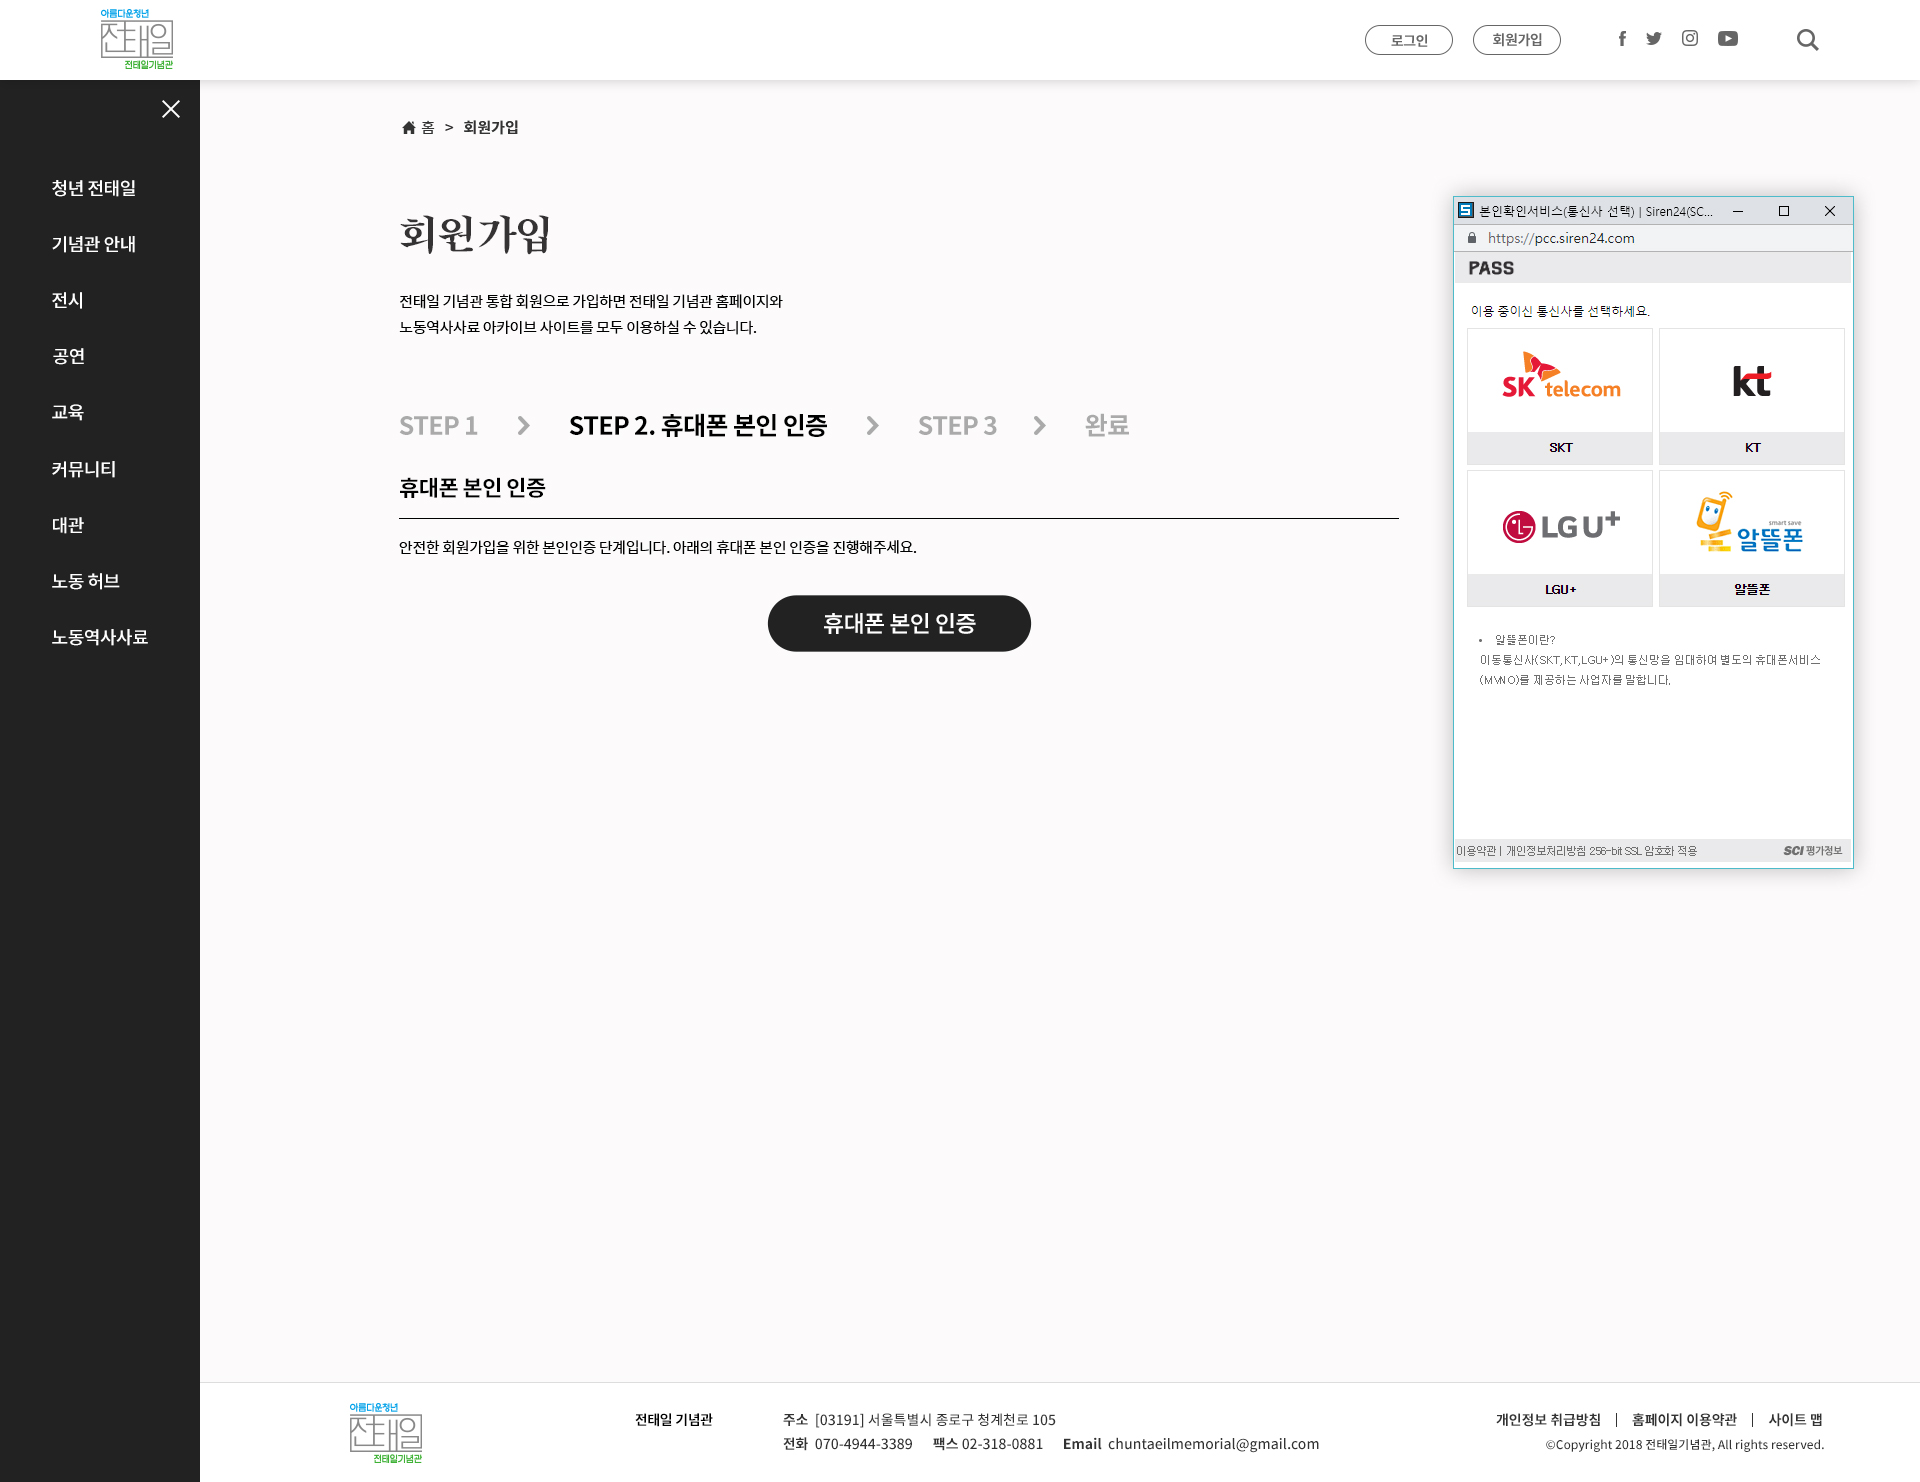 아름다운청년
전태일
전태일기념관
로그인
회원가입
홈 > 회원가입
청년 전태일
기념관 안내
전시
공연
교육
커뮤니티
대관
노동 허브
노동역사사료
회원가입
전태일 기념관 통합 회원으로 가입하면 전태일 기념관 홈페이지와
노동역사사료 아카이브 사이트를 모두 이용하실 수 있습니다.
STEP 1 > STEP 2. 휴대폰 본인 인증 > STEP 3 > 완료
휴대폰 본인 인증
안전한 회원가입을 위한 본인인증 단계입니다. 아래의 휴대폰 본인 인증을 진행해주세요.
휴대폰 본인 인증
본인확인서비스(통신사 선택) | Siren24(SC...
https://pcc.siren24.com
PASS
이용 중이신 통신사를 선택하세요.
SK telecom
kt
SKT
KT
LG U+
smart save
알뜰폰
LGU+
알뜰폰
• 알뜰폰이란?
이동통신사(SKT,KT,LGU+)의 통신망을 임대하여 별도의 휴대폰서비스
(MVNO)를 제공하는 사업자를 말합니다.
이용약관 | 개인정보처리방침 256-bit SSL 암호화 적용
SCI 평가정보
아름다운청년
전태일
전태일기념관
전태일 기념관
주소 [03191] 서울특별시 종로구 청계천로 105
전화 070-4944-3389 팩스 02-318-0881 Email chuntaeilmemorial@gmail.com
개인정보 취급방침 | 홈페이지 이용약관 | 사이트 맵
©Copyright 2018 전태일기념관, All rights reserved.